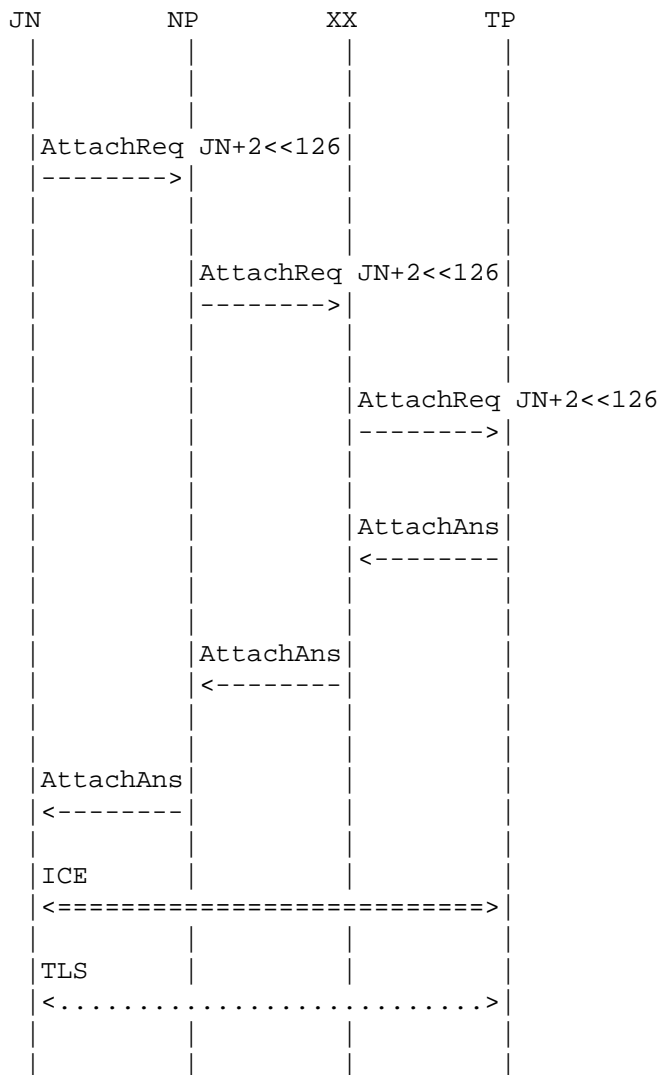 JN NP XX TP
AttachReq JN+2<<126
AttachReq JN+2<<126
AttachReq JN+2<<126
AttachAns
AttachAns
AttachAns
ICE
TLS